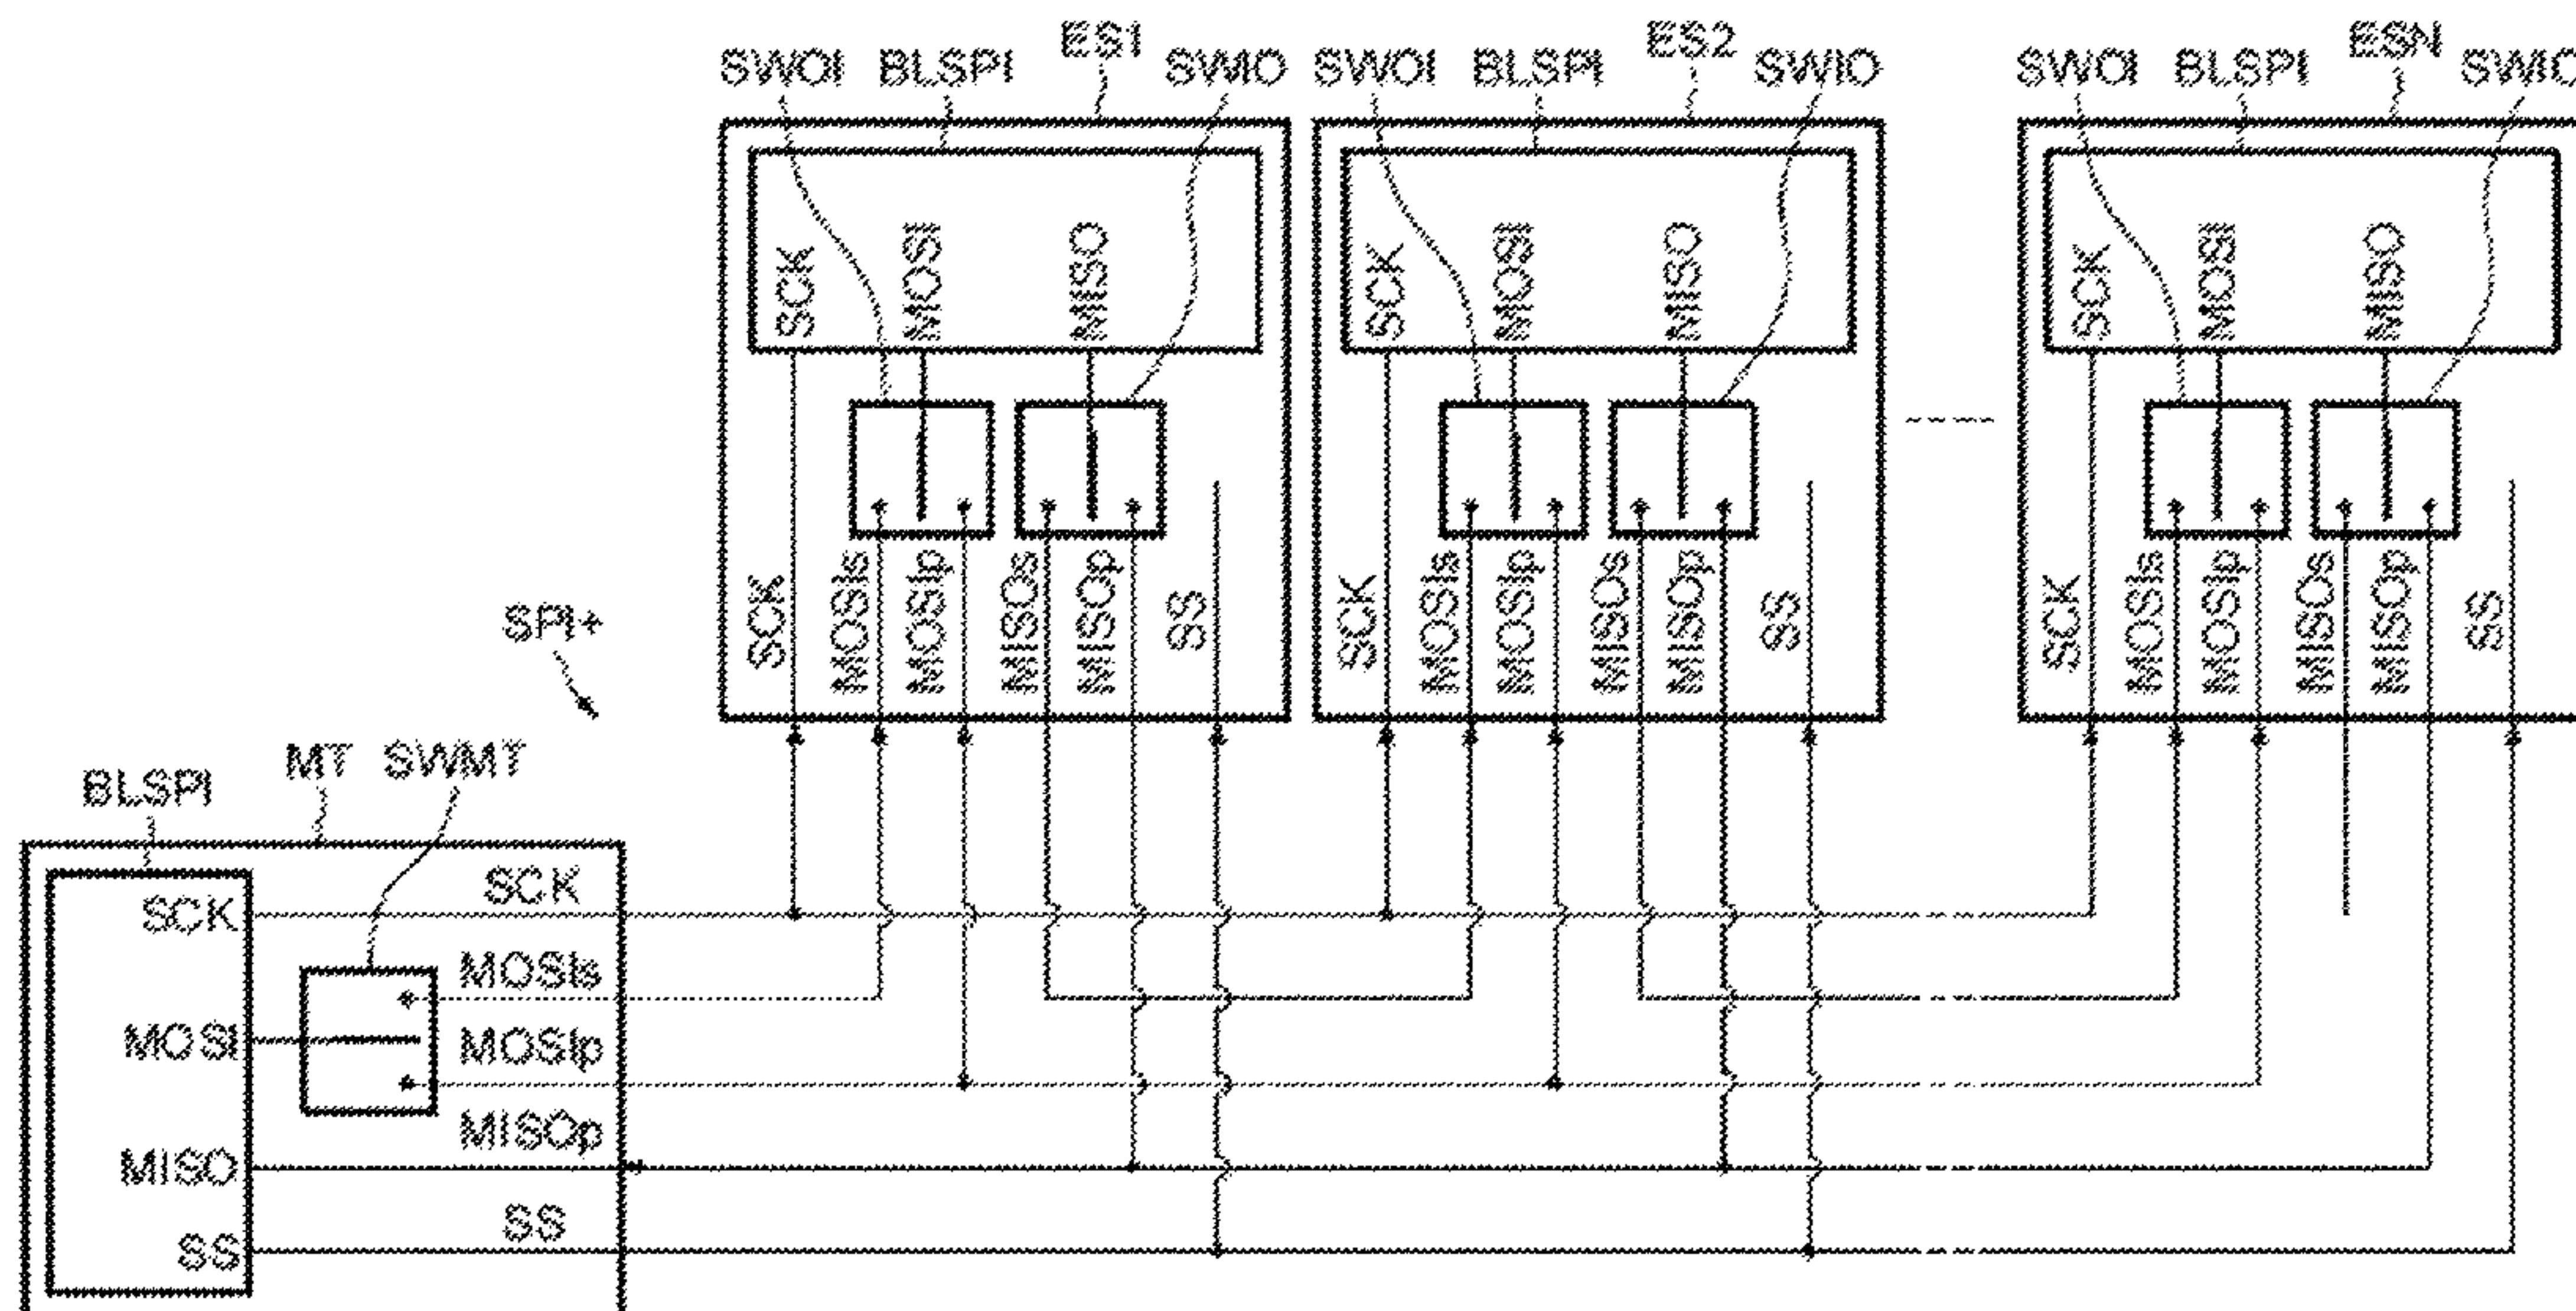 ES1 ES2 ESN
SWOI BLSPI SWIO SWOI BLSPI SWIO SWOI BLSPI SWIO
SCK MOSI MISO SCK MOSI MISO SCK MOSI MISO
SCK MOSIs MOSIp MISOs MISOp SS SCK MOSIs MOSIp MISOs MISOp SS SCK MOSIs MOSIp MISOs MISOp SS
SPI+
BLSPI MT SWMT
SCK SCK
MOSIs
MOSI MOSIp
MISOp
MISO
SS
SS